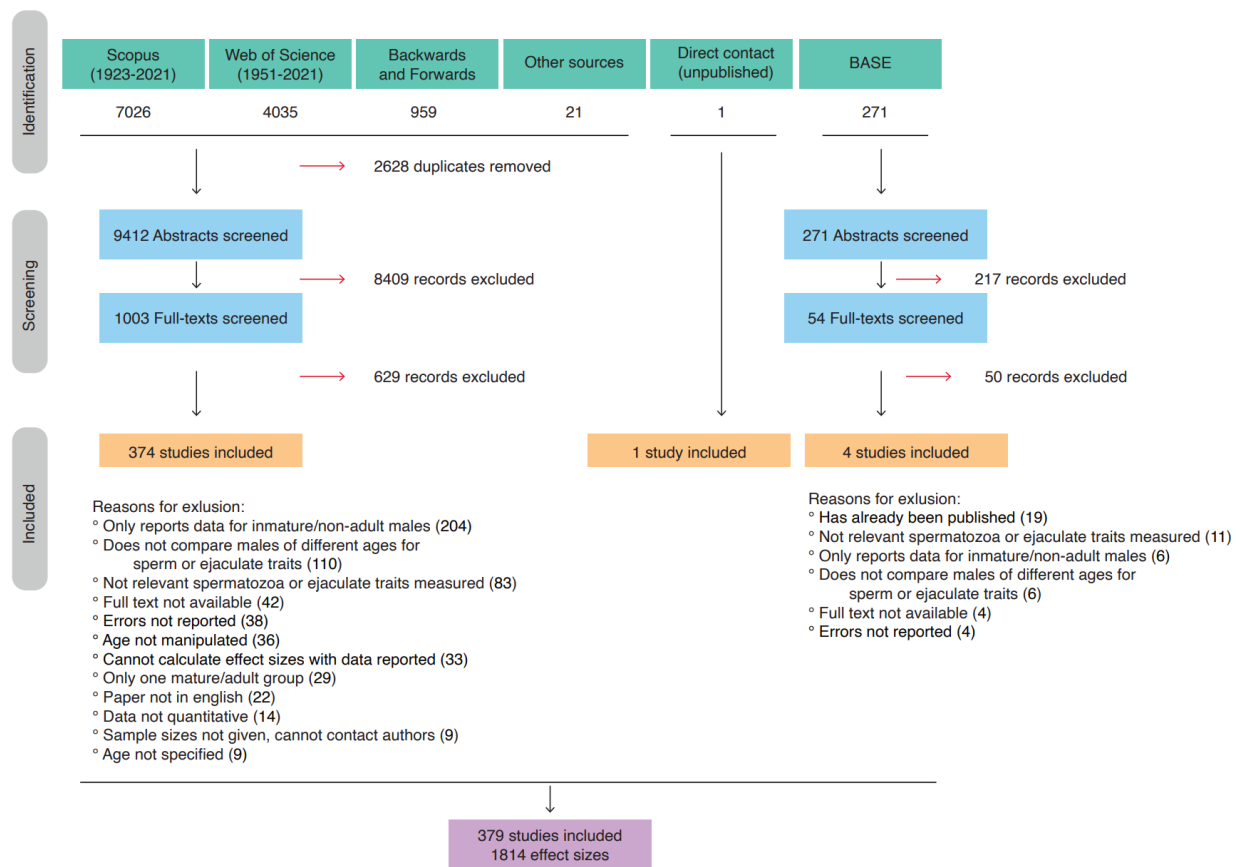 Identification
Scopus
(1923-2021)
Web of Science
(1951-2021)
Backwards
and Forwards
Other sources
Direct contact
(unpublished)
BASE
7026
4035
959
21
1
271
2628 duplicates removed
Screening
9412 Abstracts screened
271 Abstracts screened
8409 records excluded
217 records excluded
1003 Full-texts screened
54 Full-texts screened
629 records excluded
50 records excluded
Included
374 studies included
1 study included
4 studies included
Reasons for exlusion:
° Only reports data for inmature/non-adult males (204)
° Does not compare males of different ages for
sperm or ejaculate traits (110)
° Not relevant spermatozoa or ejaculate traits measured (83)
° Full text not available (42)
° Errors not reported (38)
° Age not manipulated (36)
° Cannot calculate effect sizes with data reported (33)
° Only one mature/adult group (29)
° Paper not in english (22)
° Data not quantitative (14)
° Sample sizes not given, cannot contact authors (9)
° Age not specified (9)
Reasons for exlusion:
° Has already been published (19)
° Not relevant spermatozoa or ejaculate traits measured (11)
° Only reports data for inmature/non-adult males (6)
° Does not compare males of different ages for
sperm or ejaculate traits (6)
° Full text not available (4)
° Errors not reported (4)
379 studies included
1814 effect sizes